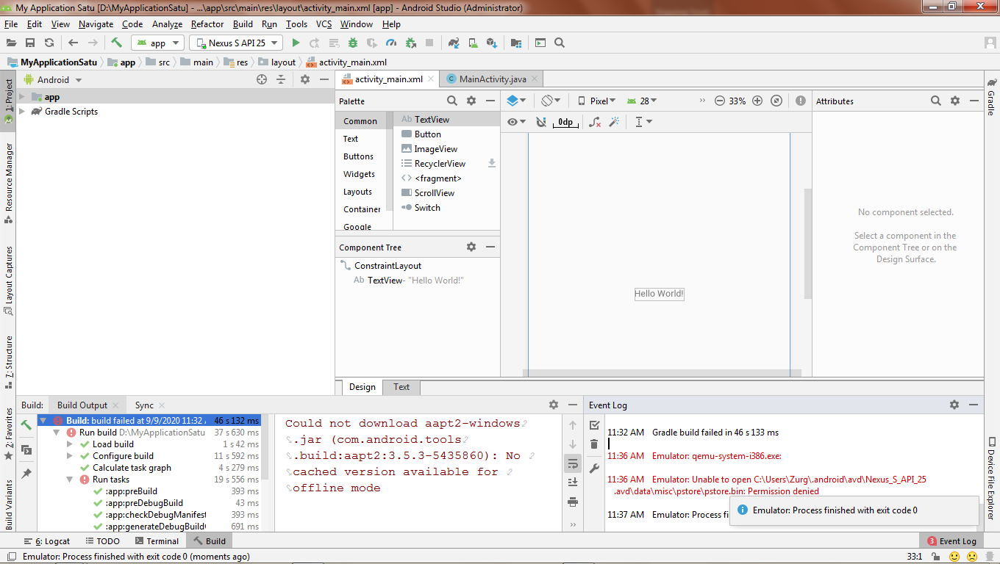 My Application Satu [D:\MyApplicationSatu] - ...\app\src\main\res\layout\activity_main.xml [app] - Android Studio (Administrator)
File Edit View Navigate Code Analyze Refactor Build Run Tools VCS Window Help
app Nexus S API 25
MyApplicationSatu app src main res layout activity_main.xml
1: Project
Resource Manager
Layout Captures
7: Structure
2: Favorites
Build Variants
Android
app
Gradle Scripts
activity_main.xml MainActivity.java
Palette
Common
Text
Buttons
Widgets
Layouts
Container
Google
Ab TextView
Button
ImageView
RecyclerView
<fragment>
ScrollView
Switch
Component Tree
ConstraintLayout
Ab TextView- "Hello World!"
Pixel 28 » 33%
0dp
Hello World!
Attributes
No component selected.
Select a component in the
Component Tree or on the
Design Surface.
Gradle
Device File Explorer
Design Text
Build: Build Output Sync
Build: build failed at 9/9/2020 11:32 46 s 132 ms
Run build D:\MyApplicationSatu 37 s 630 ms
Load build 1 s 42 ms
Configure build 11 s 592 ms
Calculate task graph 4 s 279 ms
Run tasks 19 s 556 ms
:app:preBuild 393 ms
:app:preDebugBuild 43 ms
:app:checkDebugManifest 393 ms
:app:generateDebugBuild 691 ms
Could not download aapt2-windows
.jar (com.android.tools
.build:aapt2:3.5.3-5435860): No
cached version available for
offline mode
Event Log
11:32 AM Gradle build failed in 46 s 133 ms
11:36 AM Emulator: qemu-system-i386.exe:
11:36 AM Emulator: Unable to open C:\Users\Zurg\.android\avd\Nexus_S_API_25
.avd\data\misc\pstore\pstore.bin: Permission denied
11:37 AM Emulator: Process fi
Emulator: Process finished with exit code 0
6: Logcat TODO Terminal Build 3 Event Log
Emulator: Process finished with exit code 0 (moments ago) 33:1